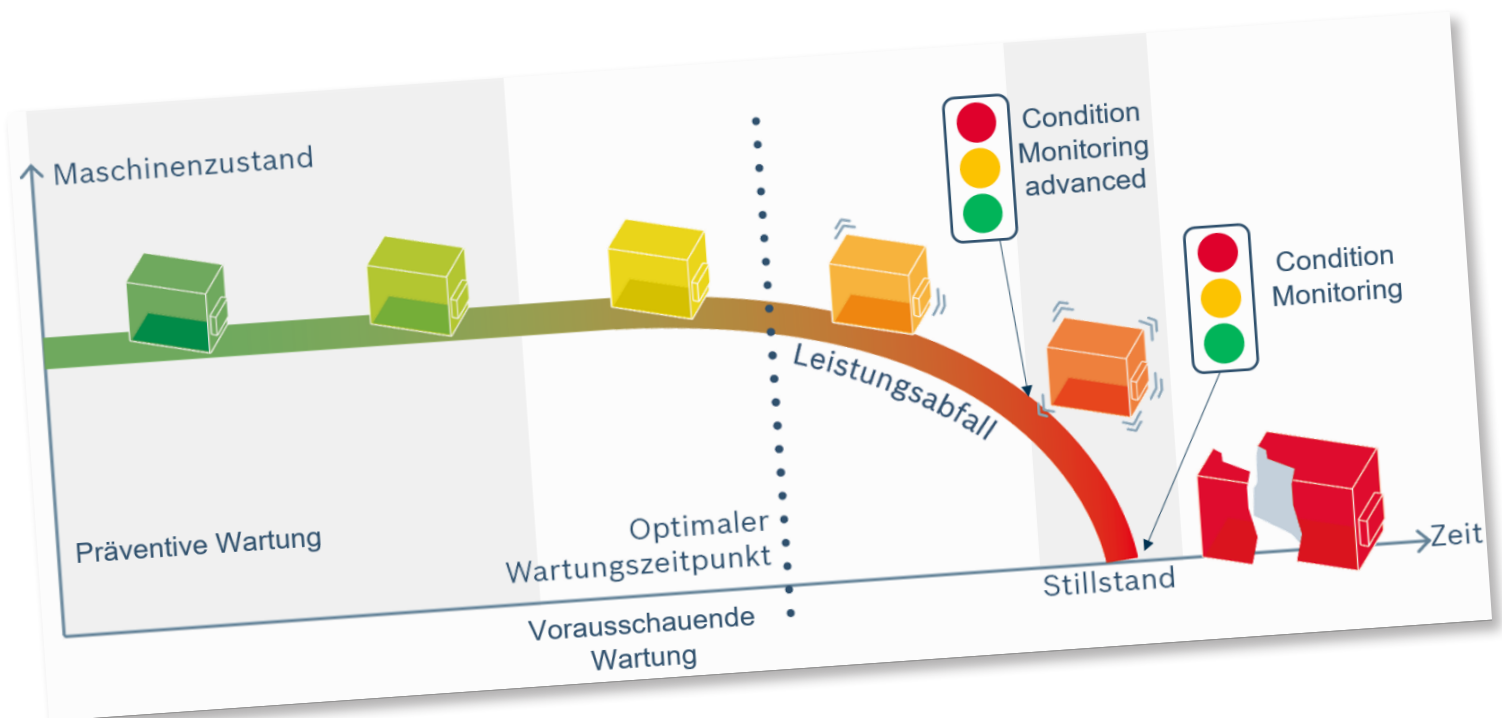 Maschinenzustand
Condition
Monitoring
advanced
Condition
Monitoring
Leistungsabfall
Präventive Wartung
Optimaler
Wartungszeitpunkt
Zeit
Stillstand
Vorausschauende
Wartung